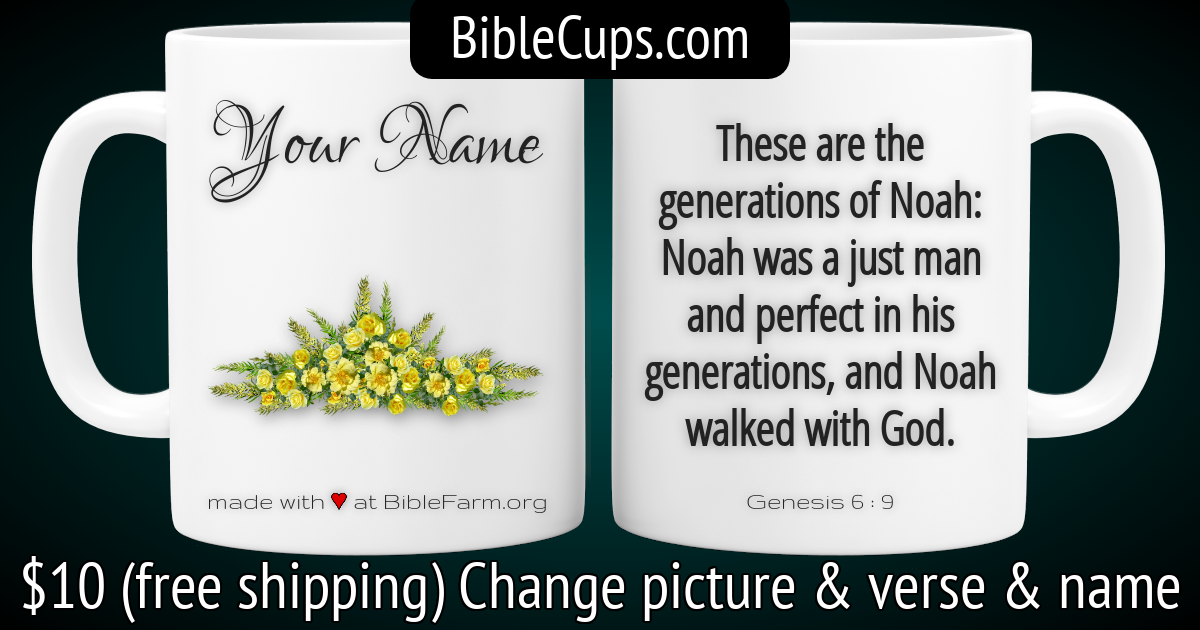 BibleCups.com
Your Name
made with ♥ at BibleFarm.org
These are the
generations of Noah:
Noah was a just man
and perfect in his
generations, and Noah
walked with God.
Genesis 6 : 9
$10 (free shipping) Change picture & verse & name